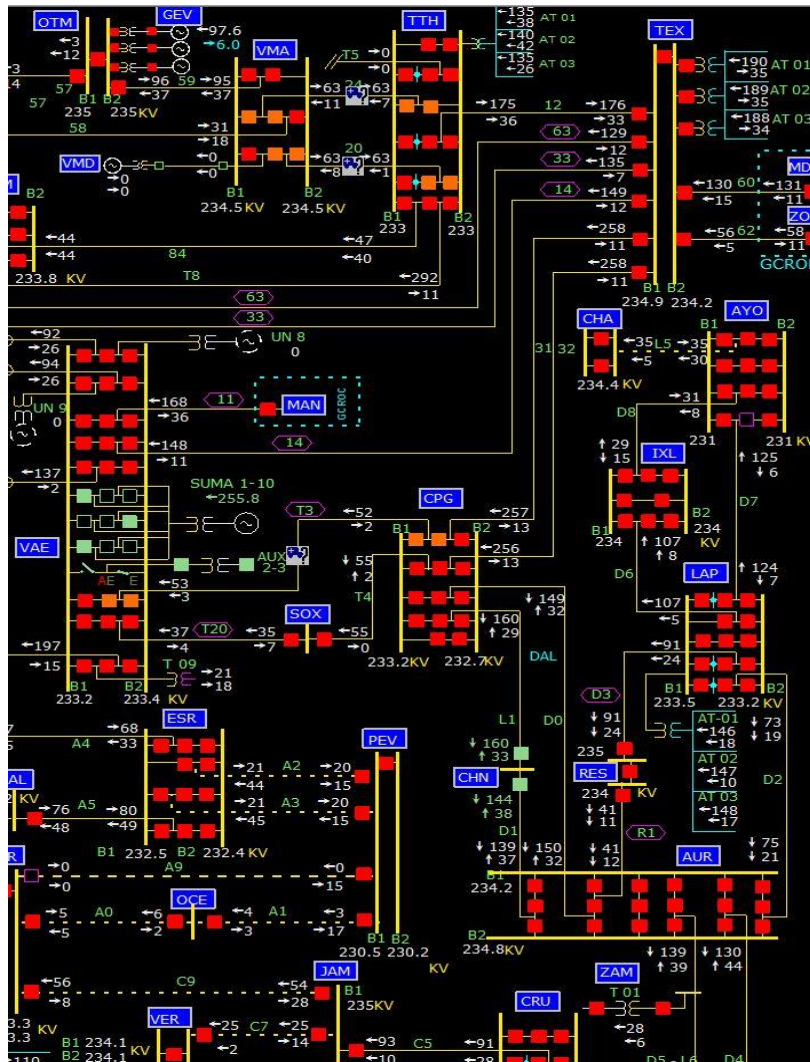 OTM
GEV
←97.6
→6.0
←3
→12
VMA
TTH
←135
→38
←140
→42
←135
→26
AT 01
AT 02
AT 03
TEX
←190
→35
AT 01
←189
→35
AT 02
←188
→34
AT 03
T5
→0
→0
57
57
B1 B2
235
235KV
→96
→37
59
←95
→37
→63
→11
24
→63
→7
→175
→36
12
←176
→33
63
←129
→12
33
←135
→7
14
←149
→12
58
→31
→18
VMD
→0
→0
←0
←0
→63
→8
20
→63
→1
B1
B2
234.5 KV
234.5 KV
B1
B2
233
233
←130
→15
60
←131
→11
MD
←56
←5
62
←58
→11
ZO
GCROC
B2
233.8 KV
←44
→44
84
←47
→40
T8
←292
→11
←258
→11
←258
→11
B1 B2
234.9
234.2
63
33
31
32
←92
→26
←94
→26
UN 8
0
UN 9
0
←168
→36
11
MAN
GCROC
←148
→11
14
←137
→2
SUMA 1-10
←255.8
VAE
AUX
2-3
AE
E
CHA
234.4 KV
←35
←5
L5
→35
←30
AYO
B1
B2
231
231 KV
D8
→31
←8
↑ 29
↓ 15
IXL
B1
B2
234
234
KV
↑ 107
↑ 8
↑ 125
↓ 6
D7
D6
↑ 124
↓ 7
LAP
←107
←5
←91
←24
B1
B2
233.5
233.2
KV
T3
←52
←2
CPG
B1
B2
←257
→13
←256
→13
↓ 55
↑ 2
T4
←53
←3
T20
←37
→4
SOX
←35
→7
←55
→0
233.2KV
232.7KV
↓ 160
↑ 29
↓ 149
↑ 32
DAL
←197
→15
B1
B2
233.2
233.4
KV
T 09
→21
→18
ESR
→68
←33
A4
A5
→76
←48
→80
←49
B1
B2
232.5
232.4 KV
A2
→21
←44
→20
←15
A3
→21
←45
→20
←15
PEV
B1 B2
230.5
230.2
KV
L1
↓ 160
↑ 33
CHN
↓ 144
↑ 38
D1
↓ 139
↑ 37
D0
↓ 150
↑ 32
D3
↓ 91
↓ 24
235
RES
234
KV
↓ 41
↓ 11
R1
↓ 41
↓ 12
AT-01
←146
←18
AT 02
←147
←10
AT 03
←148
←17
↓ 73
↓ 19
D2
↓ 75
↓ 21
AUR
B1
234.2
B2
234.8KV
AL
KV
→0
→0
A9
←0
→15
OCE
A0
→5
←5
←6
→2
←4
←3
A1
←3
→17
←56
←8
C9
←54
→28
JAM
B1
235KV
VER
←25
←2
C7
←25
→14
B1 234.1
B2 234.1
KV
KV
←93
→10
C5
←91
CRU
ZAM
T 01
←28
←6
↓ 139
↑ 39
↓ 130
↑ 44
D4